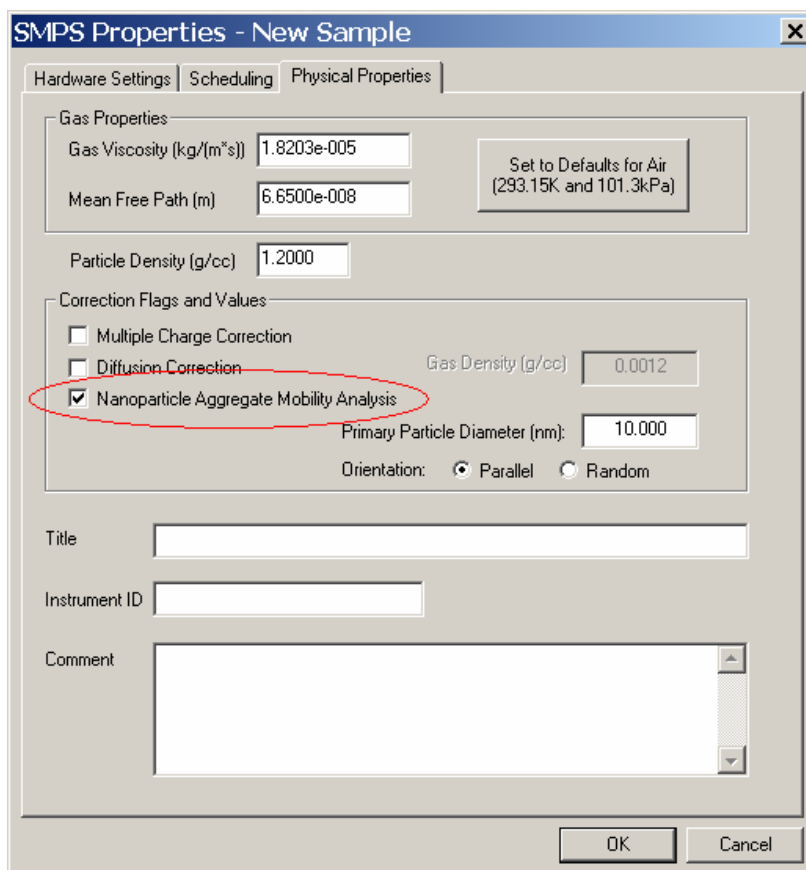 SMPS Properties - New Sample
Hardware Settings Scheduling Physical Properties
Gas Properties
Gas Viscosity (kg/(m*s)) 1.8203e-005
Set to Defaults for Air
(293.15K and 101.3kPa)
Mean Free Path (m) 6.6500e-008
Particle Density (g/cc) 1.2000
Correction Flags and Values
Multiple Charge Correction
Diffusion Correction
Gas Density (g/cc) 0.0012
Nanoparticle Aggregate Mobility Analysis
Primary Particle Diameter (nm): 10.000
Orientation: Parallel Random
Title
Instrument ID
Comment
OK Cancel